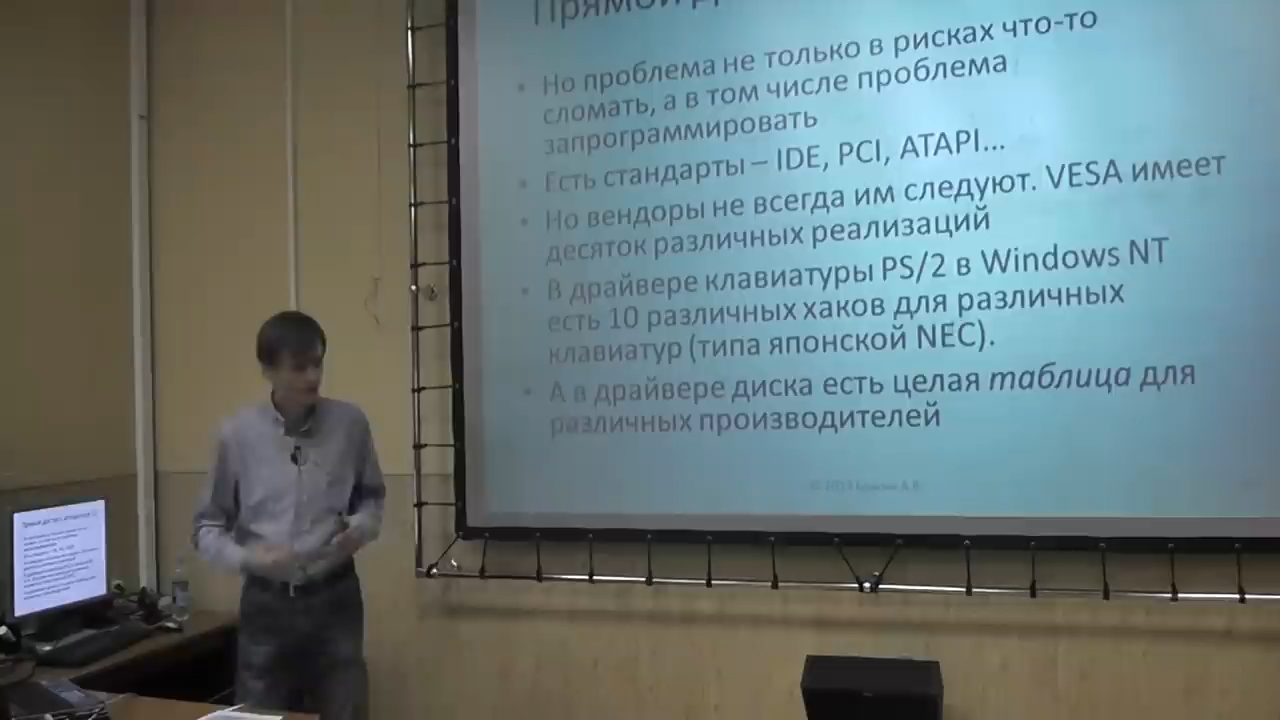 Прямой
Но проблема не только в рисках что-то
сломать, а в том числе проблема
запрограммировать
Есть стандарты – IDE, PCI, ATAPI...
Но вендоры не всегда им следуют. VESA имеет
десяток различных реализаций
В драйвере клавиатуры PS/2 в Windows NT
есть 10 различных хаков для различных
клавиатур (типа японской NEC).
А в драйвере диска есть целая таблица для
различных производителей